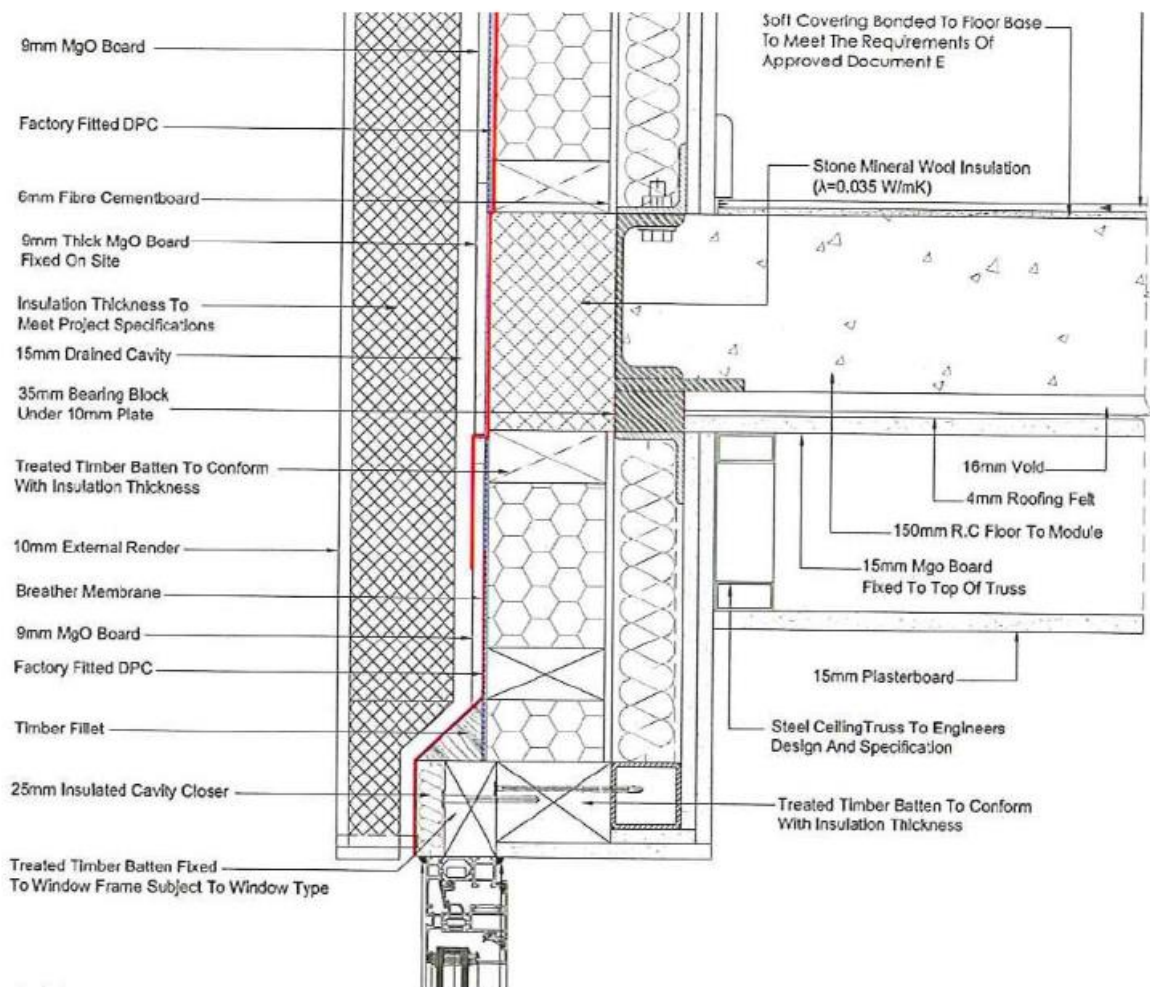 9mm MgO Board
Factory Fitted DPC
6mm Fibre Cementboard
9mm Thick MgO Board
Fixed On Site
Insulation Thickness To
Meet Project Specifications
15mm Drained Cavity
35mm Bearing Block
Under 10mm Plate
Treated Timber Batten To Conform
With Insulation Thickness
10mm External Render
Breather Membrane
9mm MgO Board
Factory Fitted DPC
Timber Fillet
25mm Insulated Cavity Closer
Treated Timber Batten Fixed
To Window Frame Subject To Window Type
Soft Covering Bonded To Floor Base
To Meet The Requirements Of
Approved Document E
Stone Mineral Wool Insulation
(λ=0.035 W/mK)
16mm Void
4mm Roofing Felt
150mm R.C Floor To Module
15mm Mgo Board
Fixed To Top Of Truss
15mm Plasterboard
Steel CeilingTruss To Engineers
Design And Specification
Treated Timber Batten To Conform
With Insulation Thickness